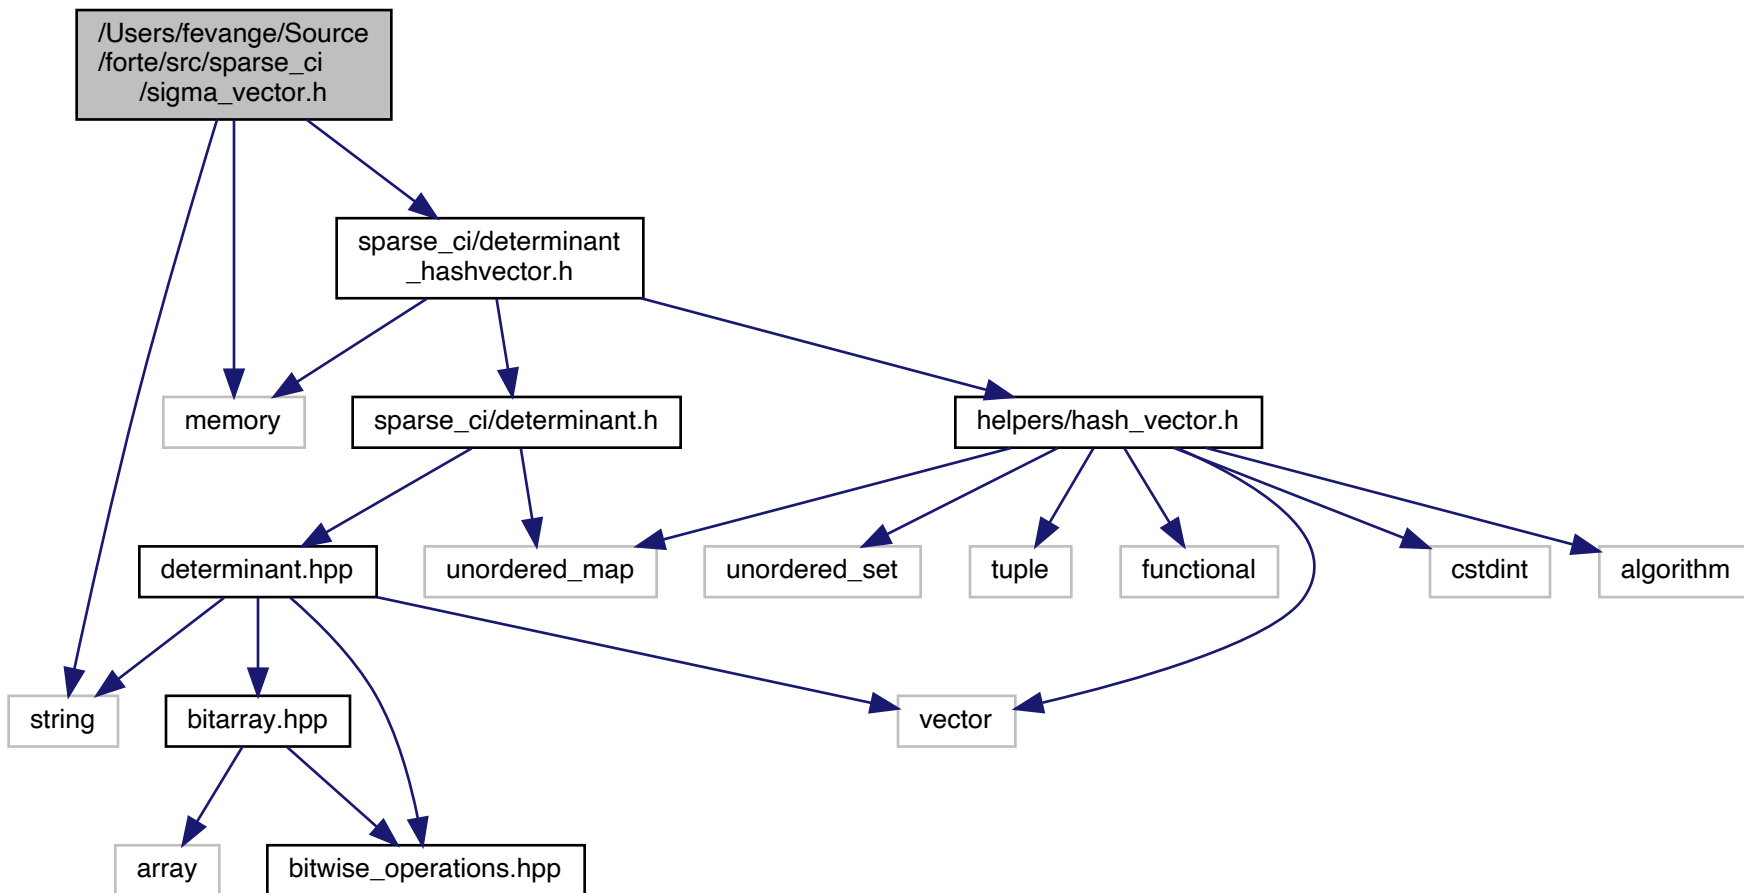 /Users/fevange/Source
/forte/src/sparse_ci
/sigma_vector.h
sparse_ci/determinant
_hashvector.h
memory
sparse_ci/determinant.h
helpers/hash_vector.h
determinant.hpp
unordered_map
unordered_set
tuple
functional
cstdint
algorithm
string
bitarray.hpp
vector
array
bitwise_operations.hpp